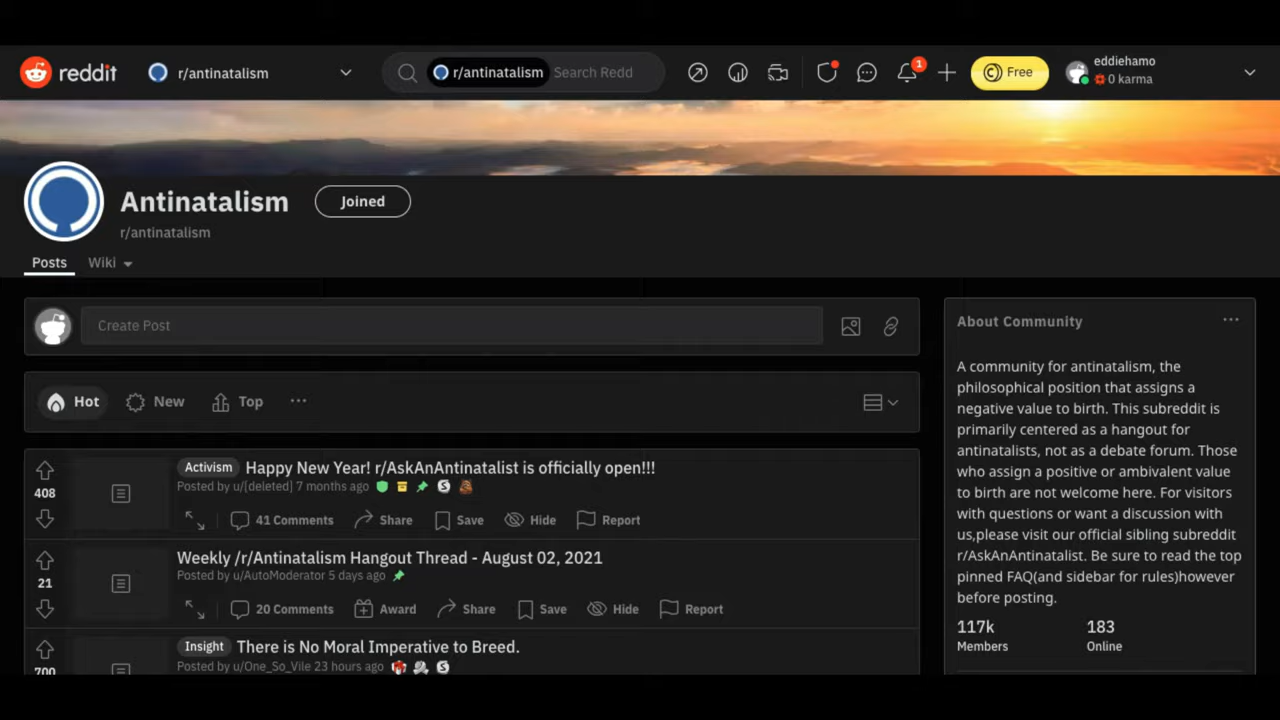 reddit
r/antinatalism
r/antinatalism Search Redd
1
Free
eddiehamo
0 karma
Antinatalism
Joined
r/antinatalism
Posts
Wiki
Create Post
Hot
New
Top
408
Activism Happy New Year! r/AskAnAntinatalist is officially open!!!
Posted by u/[deleted] 7 months ago
41 Comments Share Save Hide Report
21
Weekly /r/Antinatalism Hangout Thread - August 02, 2021
Posted by u/AutoModerator 5 days ago
20 Comments Award Share Save Hide Report
700
Insight There is No Moral Imperative to Breed.
Posted by u/One_So_Vile 23 hours ago
About Community
A community for antinatalism, the
philosophical position that assigns a
negative value to birth. This subreddit is
primarily centered as a hangout for
antinatalists, not as a debate forum. Those
who assign a positive or ambivalent value
to birth are not welcome here. For visitors
with questions or want a discussion with
us,please visit our official sibling subreddit
r/AskAnAntinatalist. Be sure to read the top
pinned FAQ(and sidebar for rules)however
before posting.
117k
Members
183
Online